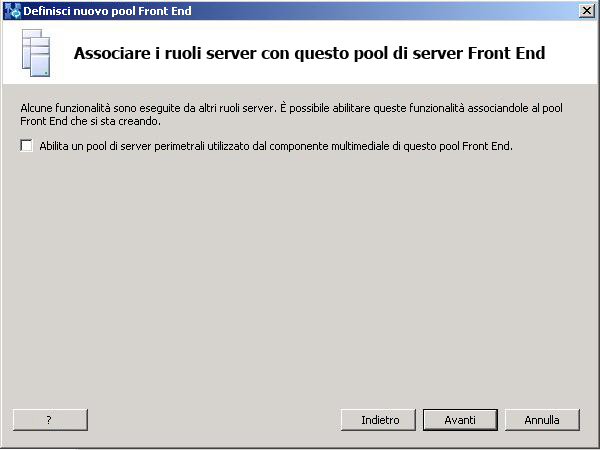 Definisci nuovo pool Front End
Associare i ruoli server con questo pool di server Front End
Alcune funzionalità sono eseguite da altri ruoli server. È possibile abilitare queste funzionalità associandole al pool
Front End che si sta creando.
Abilita un pool di server perimetrali utilizzato dal componente multimediale di questo pool Front End.
? Indietro Avanti Annulla